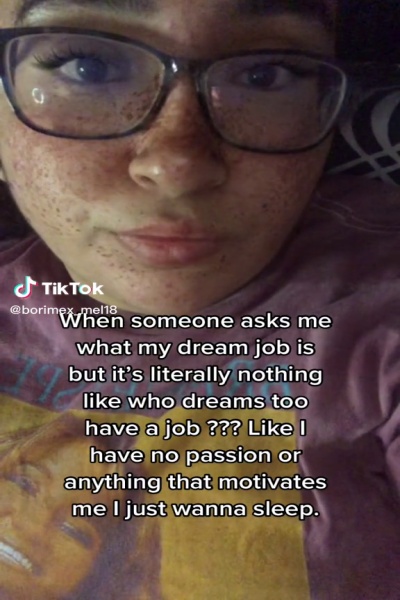 TikTok
@borimex_mel18
When someone asks me
what my dream job is
but it’s literally nothing
like who dreams too
have a job ??? Like I
have no passion or
anything that motivates
me I just wanna sleep.